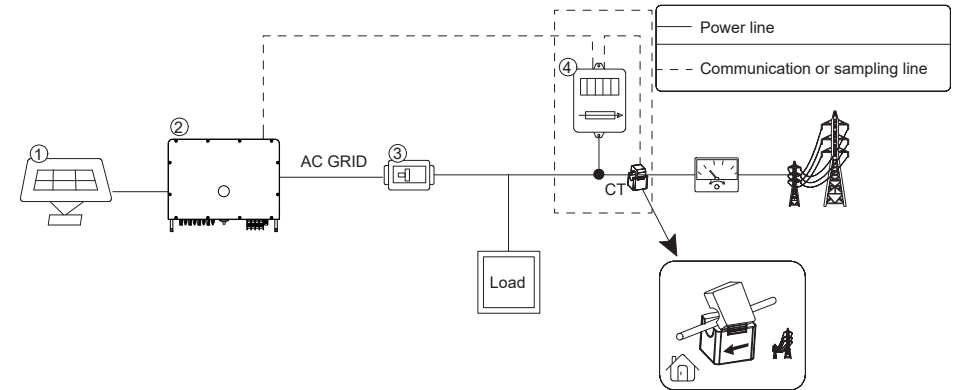 Power line
Communication or sampling line
④
②
①
AC GRID
③
CT
Load